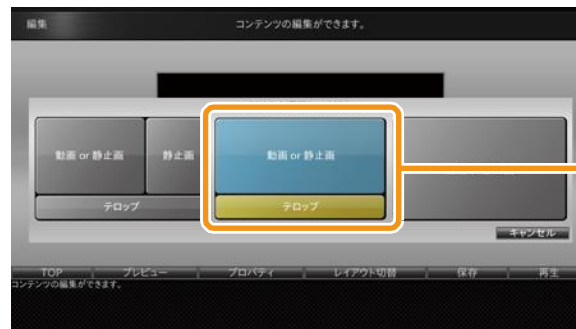 編集
コンテンツの編集ができます。
動画 or 静止画
静止画
動画 or 静止画
テロップ
テロップ
キャンセル
TOP
プレビュー
プロパティ
レイアウト切替
保存
再生
コンテンツの編集ができます。